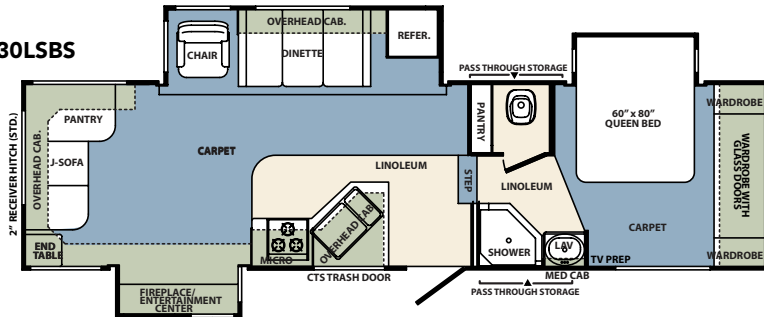 30LSBS
OVERHEAD CAB.
CHAIR
DINETTE
REFER.
PASS THROUGH STORAGE
2" RECEIVER HITCH (STD.)
OVERHEAD CAB.
PANTRY
J-SOFA
END
TABLE
CARPET
LINOLEUM
PANTRY
STEP
60" x 80"
QUEEN BED
WARDROBE
WARDROBE WITH
GLASS DOORS
WARDROBE
LINOLEUM
CARPET
OVERHEAD CAB.
MICRO
CTS TRASH DOOR
SHOWER
LAV
TV PREP
MED CAB
PASS THROUGH STORAGE
FIREPLACE/
ENTERTAINMENT
CENTER